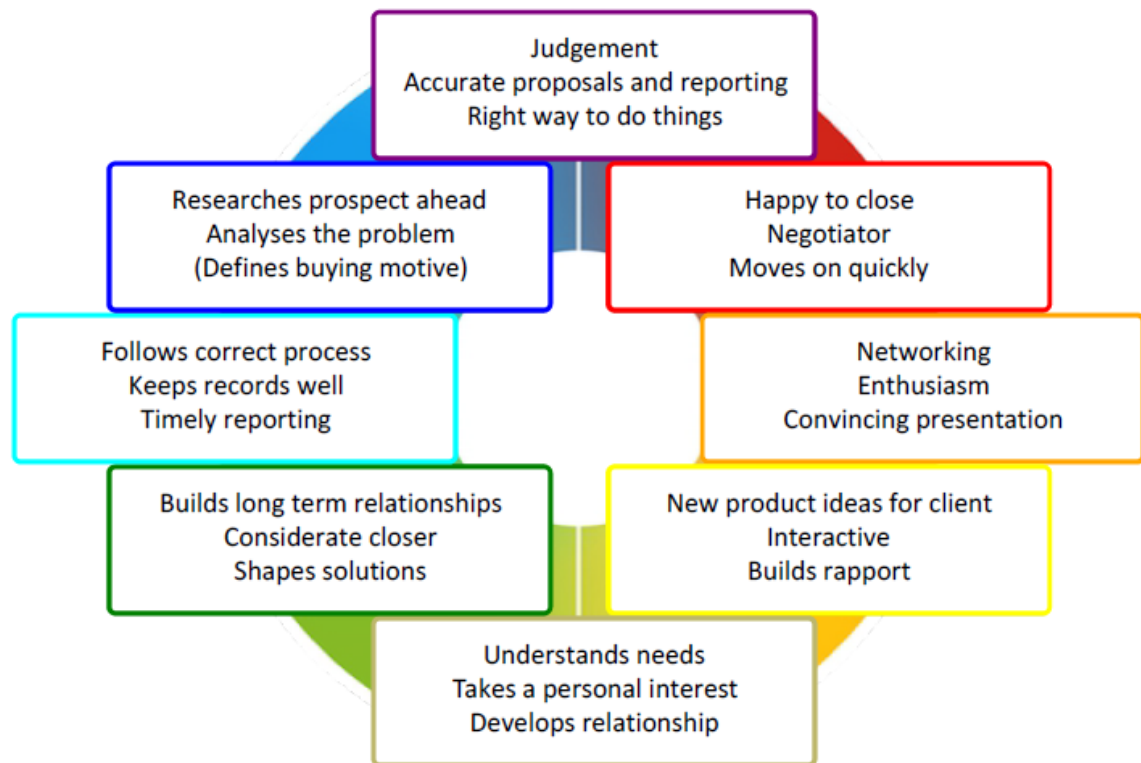 Judgement
Accurate proposals and reporting
Right way to do things
Researches prospect ahead
Analyses the problem
(Defines buying motive)
Happy to close
Negotiator
Moves on quickly
Follows correct process
Keeps records well
Timely reporting
Networking
Enthusiasm
Convincing presentation
Builds long term relationships
Considerate closer
Shapes solutions
New product ideas for client
Interactive
Builds rapport
Understands needs
Takes a personal interest
Develops relationship